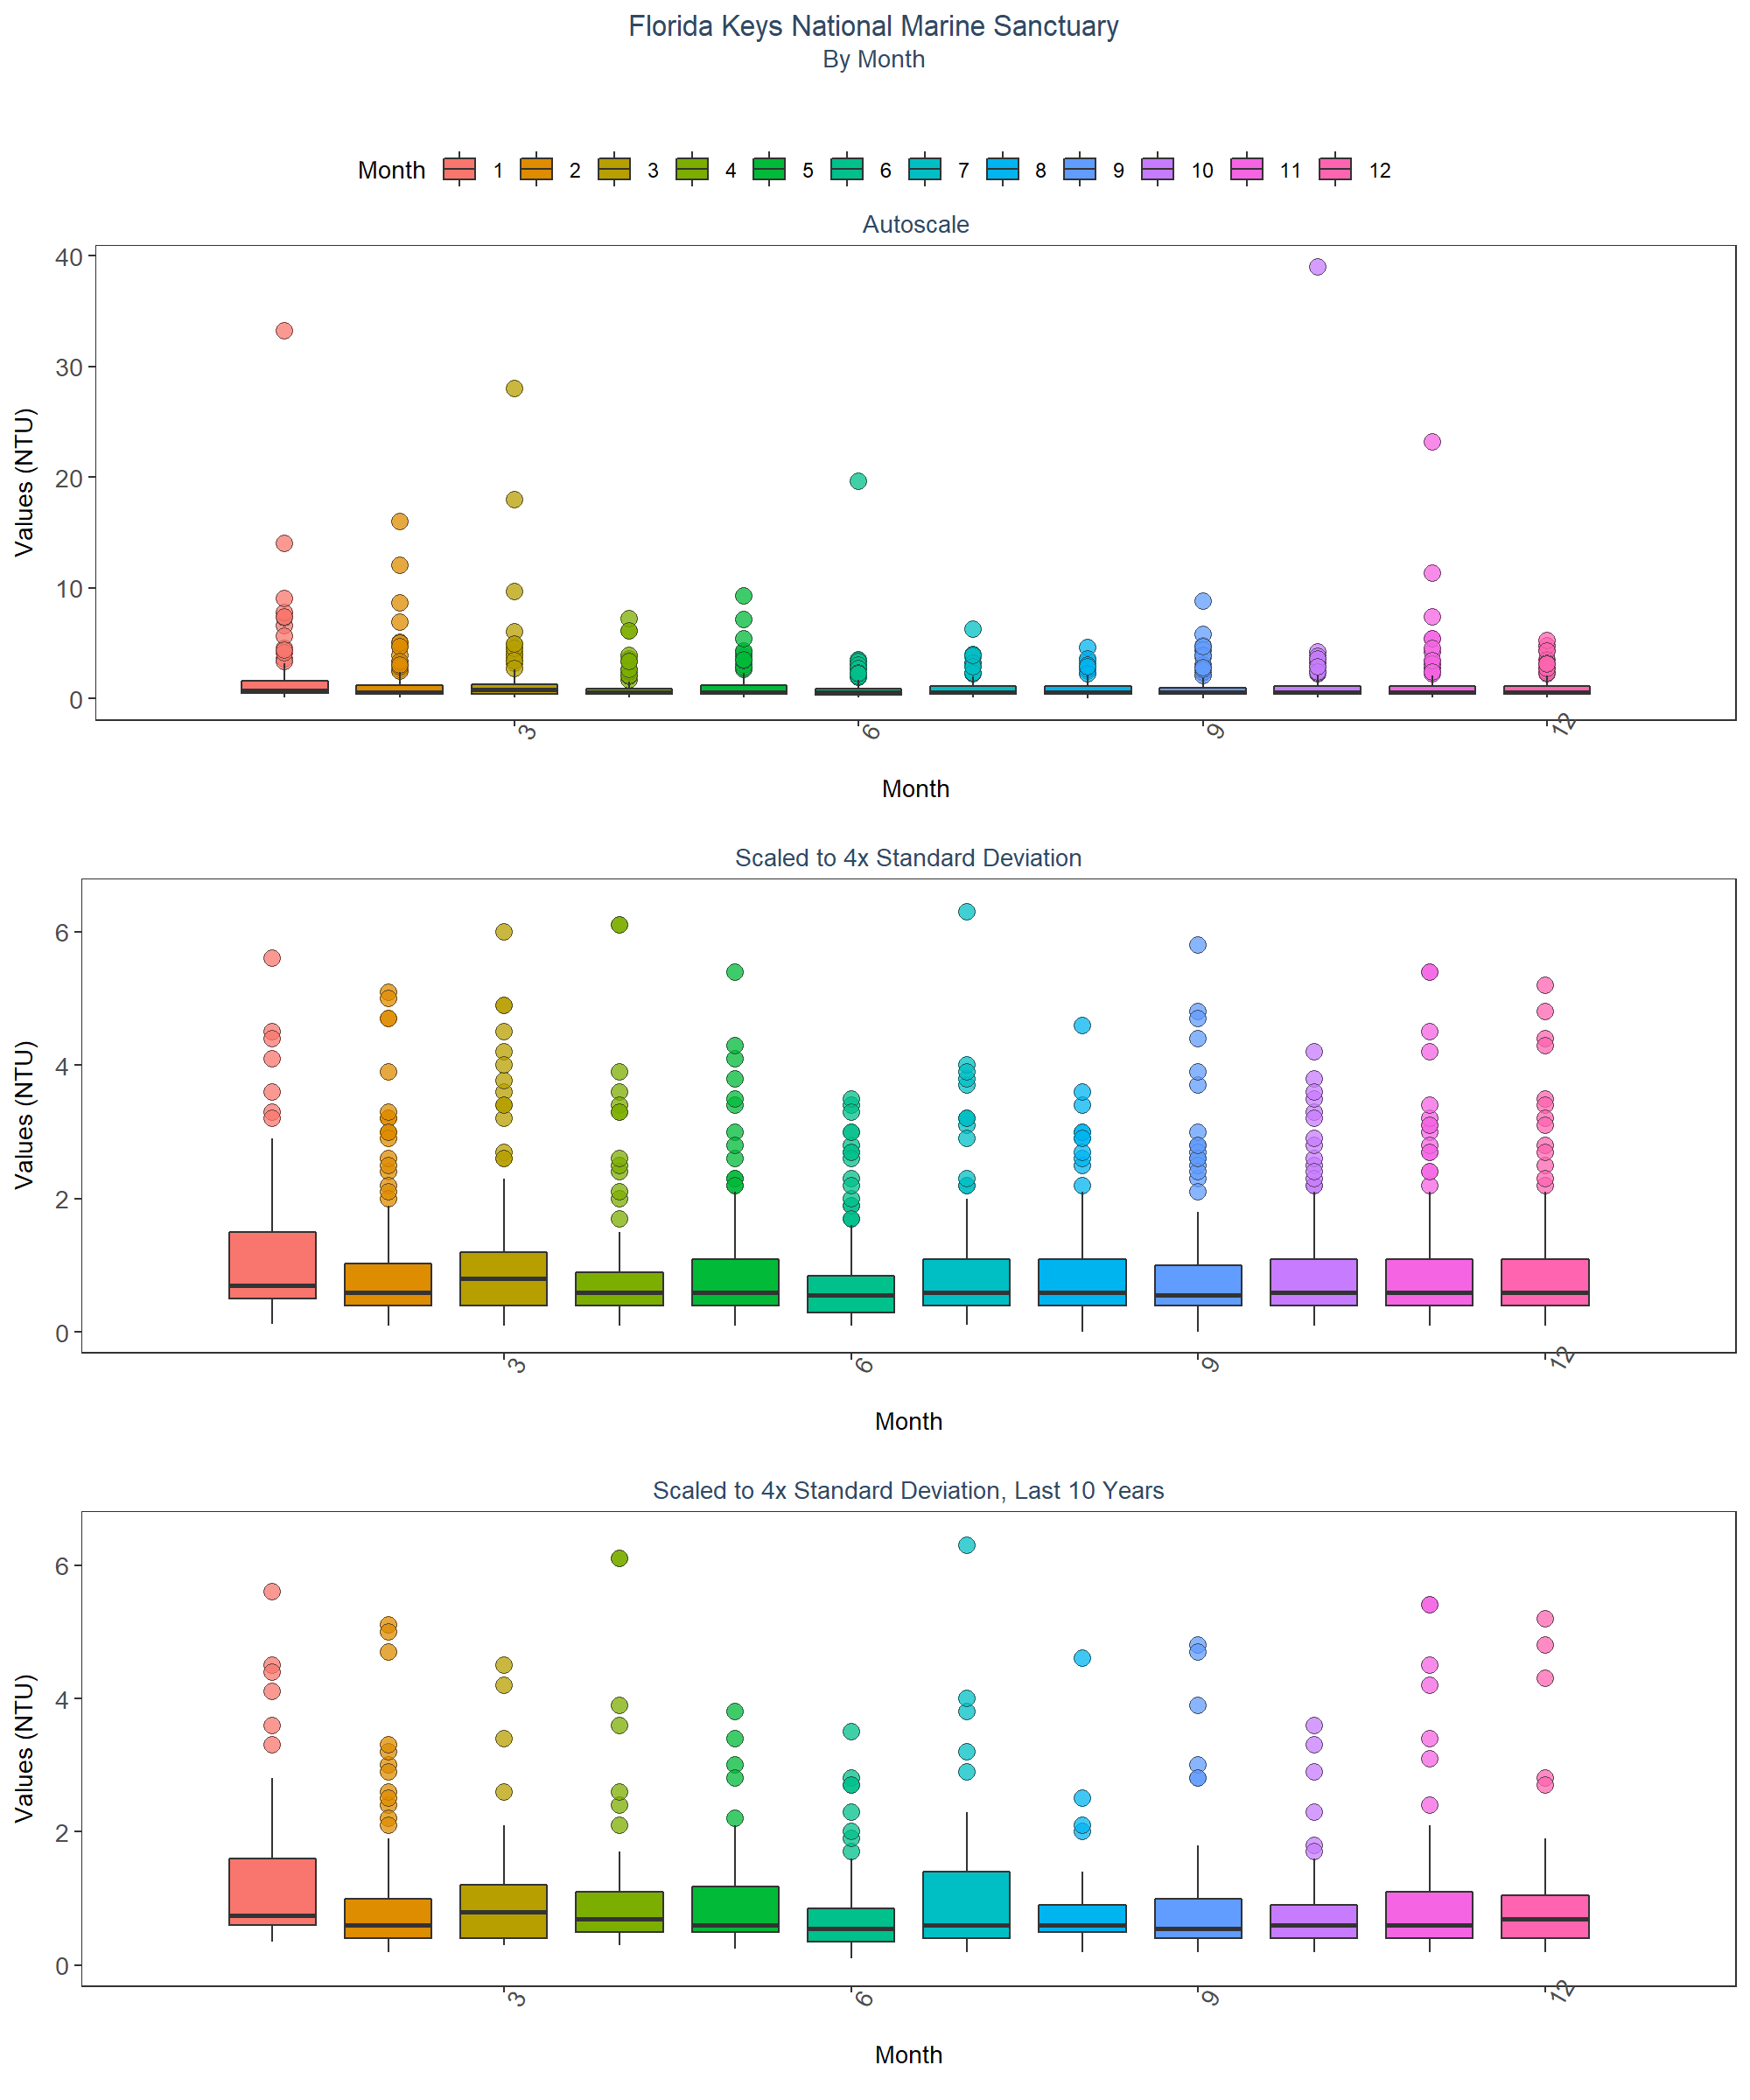 Florida Keys National Marine Sanctuary
By Month
Month 1 2 3 4 5 6 7 8 9 10 11 12
Autoscale
Values (NTU)
40
30
20
10
0
3 6 9 12
Month
Scaled to 4x Standard Deviation
Values (NTU)
6
4
2
0
3 6 9 12
Month
Scaled to 4x Standard Deviation, Last 10 Years
Values (NTU)
6
4
2
0
3 6 9 12
Month